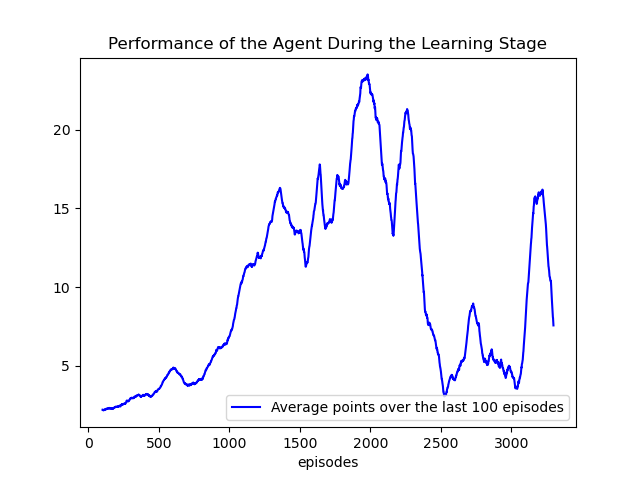 Performance of the Agent During the Learning Stage
20
15
10
5
Average points over the last 100 episodes
0 500 1000 1500 2000 2500 3000
episodes